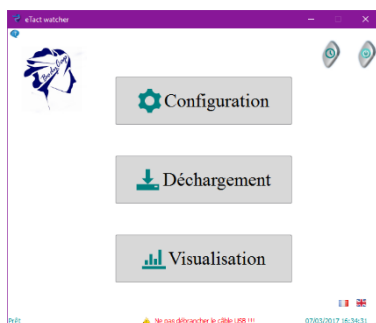 eTact watcher
Configuration
Déchargement
Visualisation
Prêt
Ne pas débrancher le câble USB !!!
07/03/2017 16:34:31